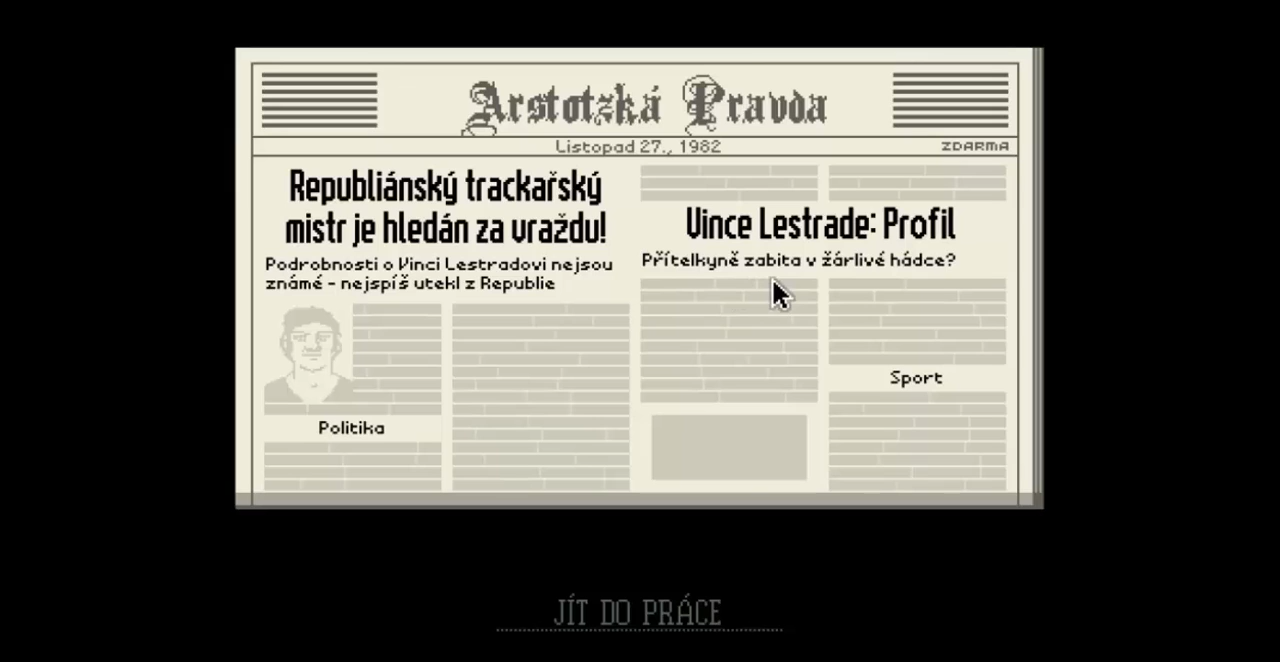 Arstotzká Pravda
Listopad 27., 1982
ZDARMA
Republiánský trackařský
mistr je hledán za vraždu!
Podrobnosti o Vinci Lestradovi nejsou
známé - nejspíš utekl z Republie
Politika
Vince Lestrade: Profil
Přítelkyně zabita v žárlivé hádce?
Sport
JÍT DO PRÁCE